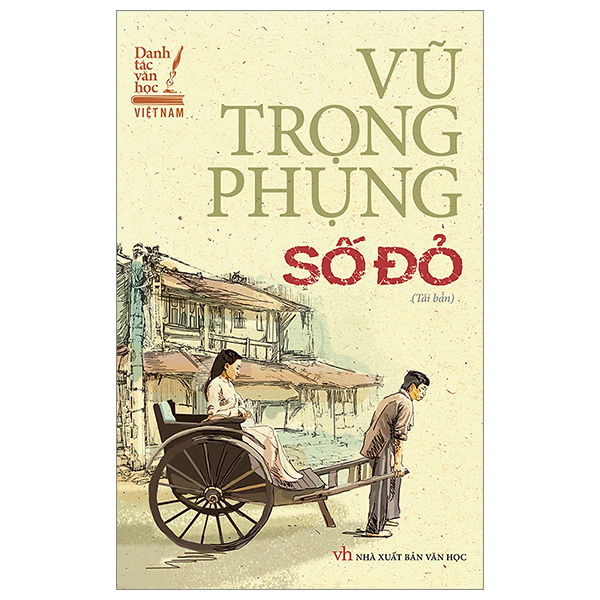 Danh
tác
văn
học
VIỆT NAM
VŨ
TRỌNG
PHỤNG
SỐ ĐỎ
(Tái bản)
vh NHÀ XUẤT BẢN VĂN HỌC